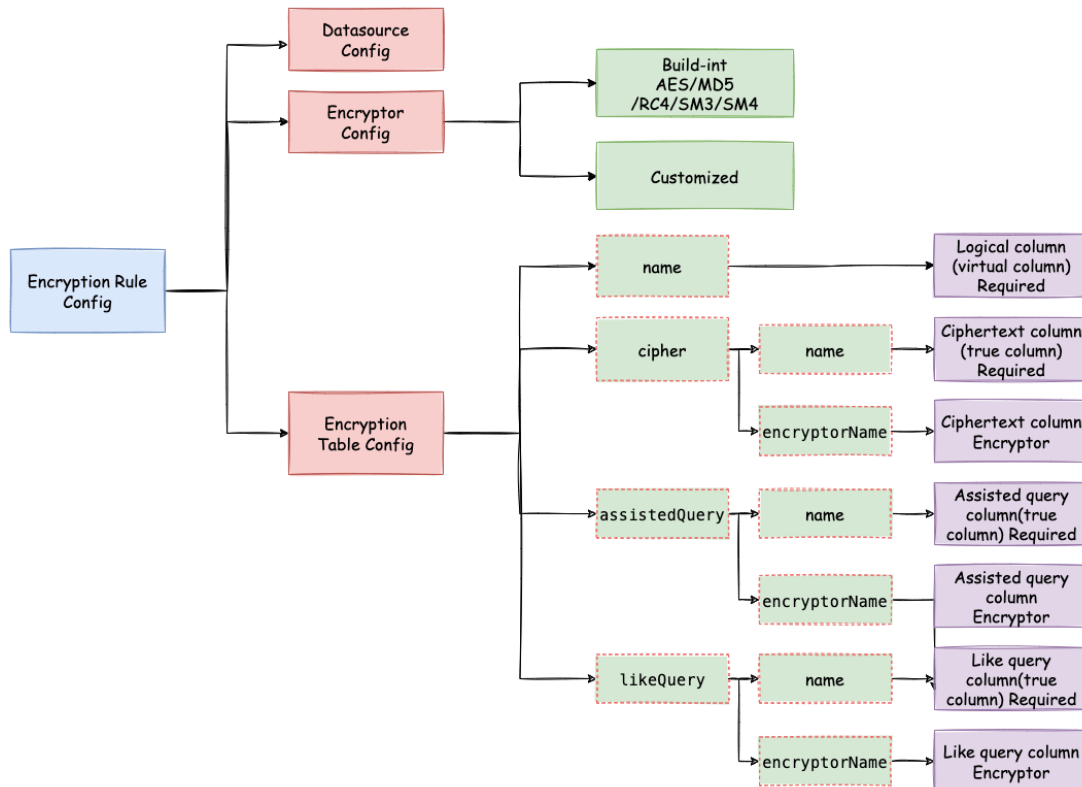 Datasource
Config
Build-int
AES/MD5
/RC4/SM3/SM4
Encryptor
Config
Customized
Encryption Rule
Config
name
Logical column
(virtual column)
Required
cipher
name
Ciphertext column
(true column)
Required
Encryption
Table Config
encryptorName
Ciphertext column
Encryptor
assistedQuery
name
Assisted query
column(true
column) Required
encryptorName
Assisted query
column
Encryptor
likeQuery
name
Like query
column(true
column) Required
encryptorName
Like query column
Encryptor